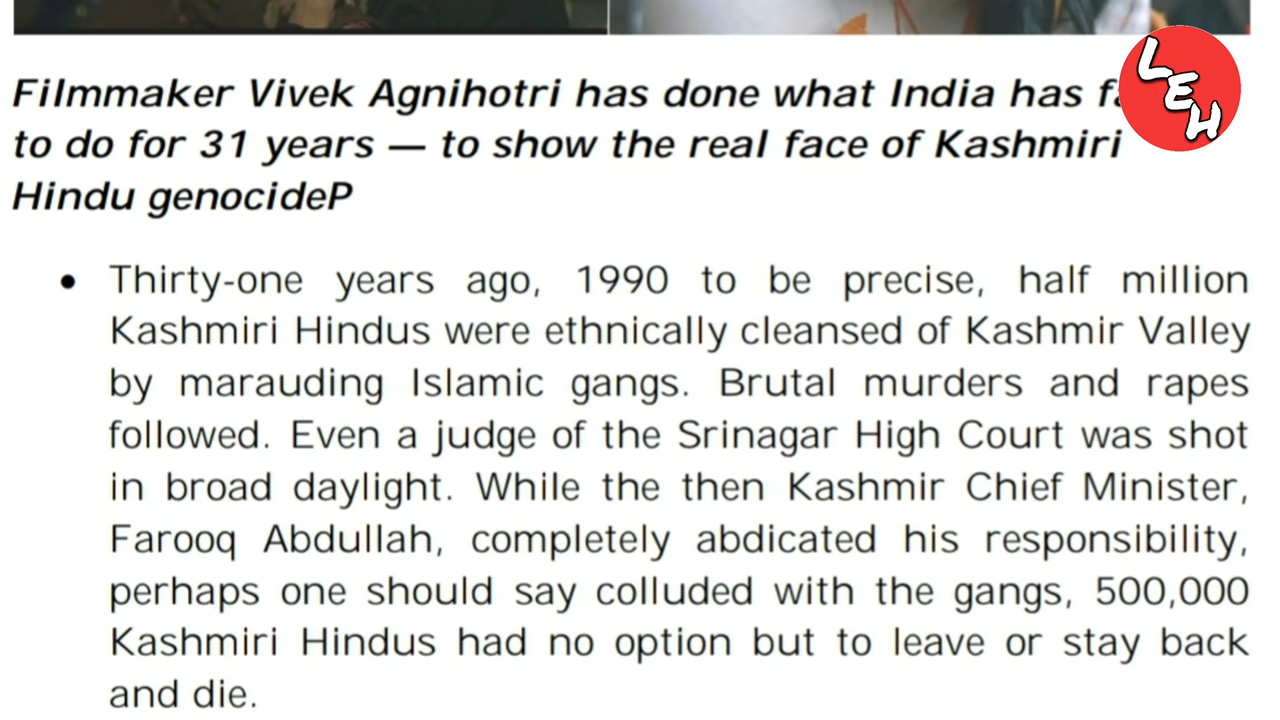 Filmmaker Vivek Agnihotri has done what India has
to do for 31 years — to show the real face of Kashmiri
Hindu genocideP
LEH
• Thirty-one years ago, 1990 to be precise, half million
Kashmiri Hindus were ethnically cleansed of Kashmir Valley
by marauding Islamic gangs. Brutal murders and rapes
followed. Even a judge of the Srinagar High Court was shot
in broad daylight. While the then Kashmir Chief Minister,
Farooq Abdullah, completely abdicated his responsibility,
perhaps one should say colluded with the gangs, 500,000
Kashmiri Hindus had no option but to leave or stay back
and die.